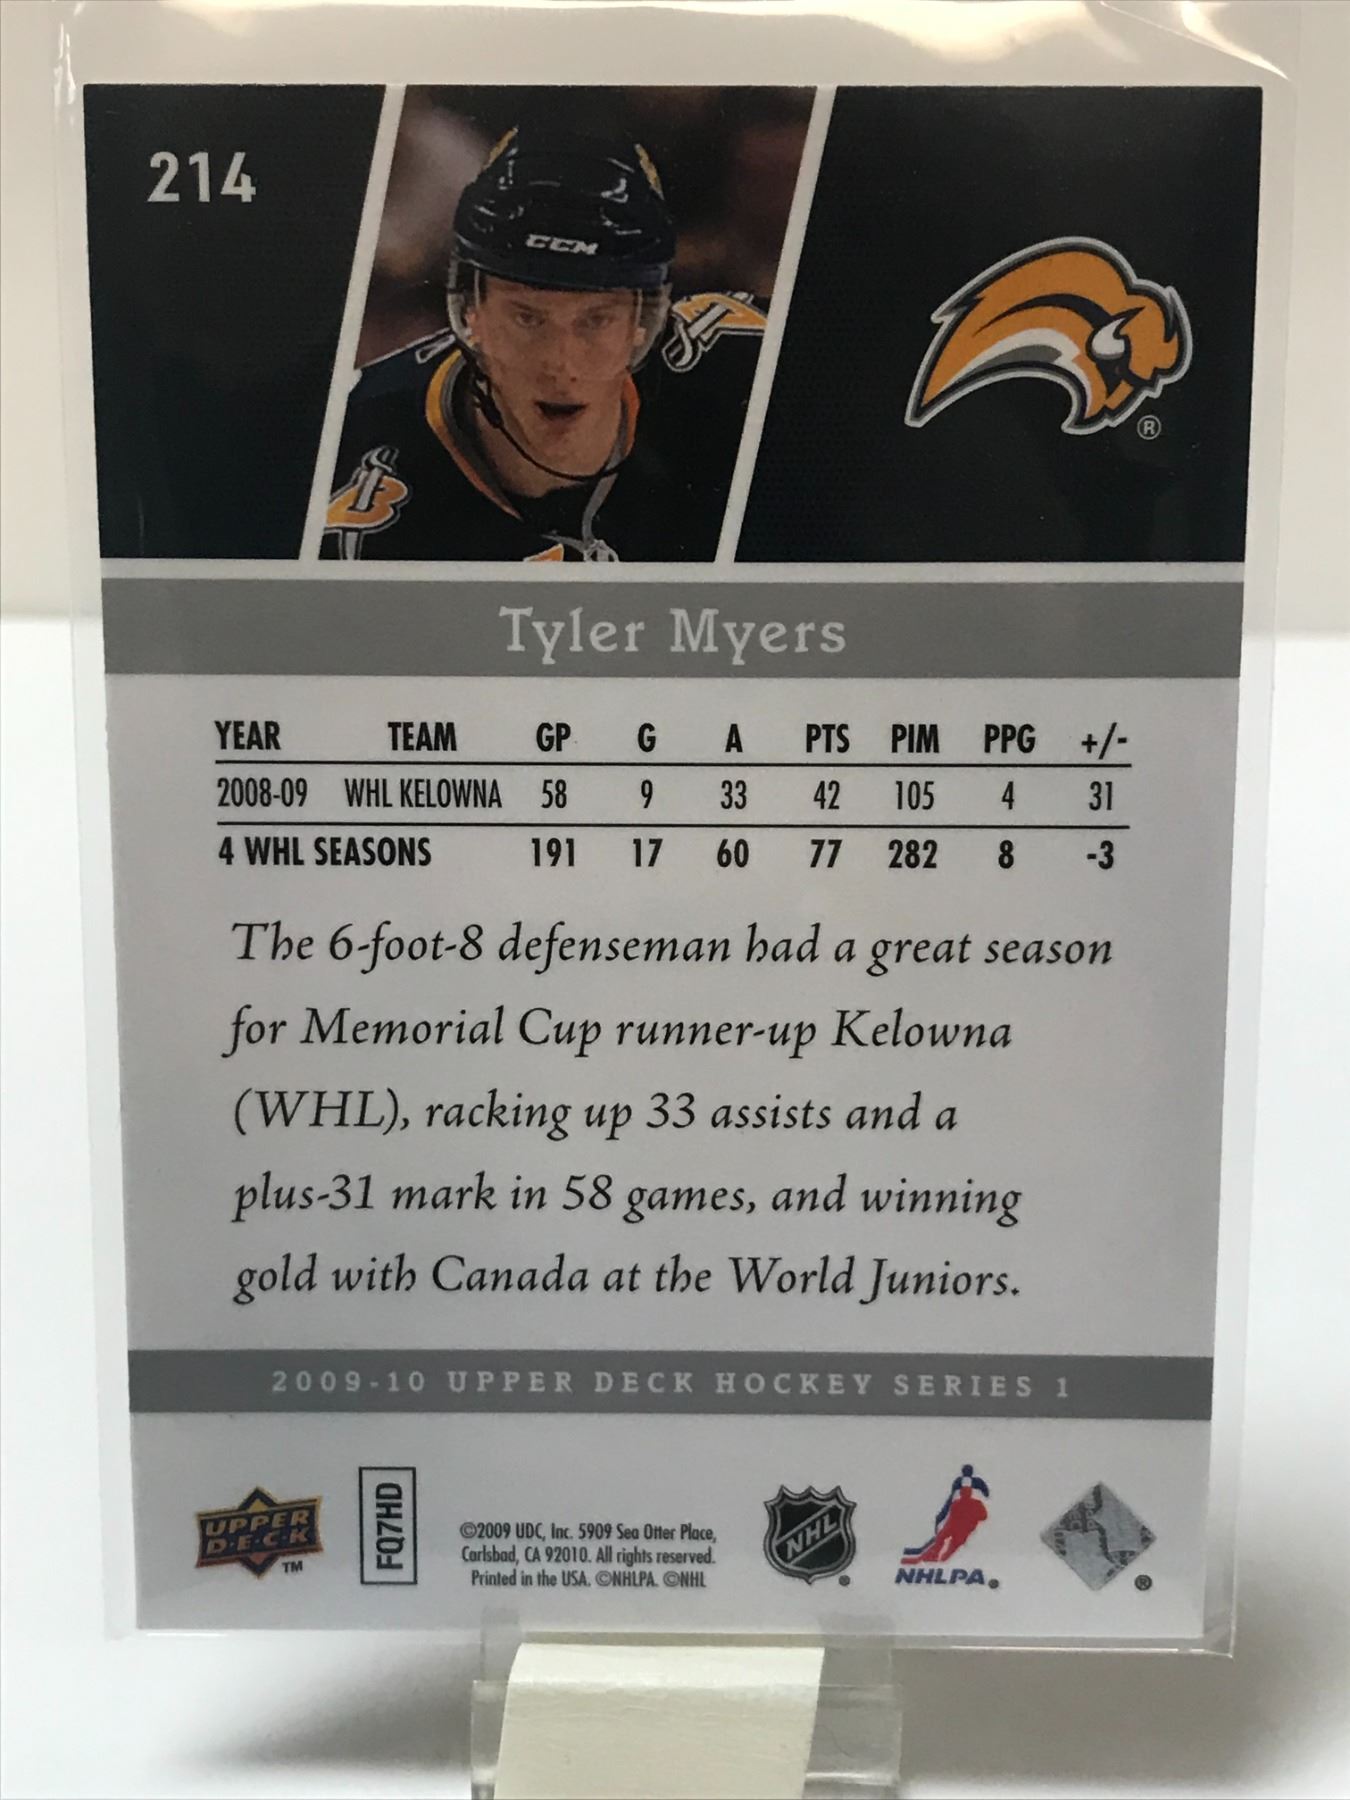 214
CCM
®
Tyler Myers
YEAR TEAM GP G A PTS PIM PPG +/-
2008-09 WHL KELOWNA 58 9 33 42 105 4 31
4 WHL SEASONS 191 17 60 77 282 8 -3
The 6-foot-8 defenseman had a great season
for Memorial Cup runner-up Kelowna
(WHL), racking up 33 assists and a
plus-31 mark in 58 games, and winning
gold with Canada at the World Juniors.
2009-10 UPPER DECK HOCKEY SERIES 1
UPPER
D·E·C·K
TM
FQ7HD
©2009 UDC, Inc. 5909 Sea Otter Place,
Carlsbad, CA 92010. All rights reserved.
Printed in the USA. ©NHLPA. ©NHL
NHL
NHLPA®
®